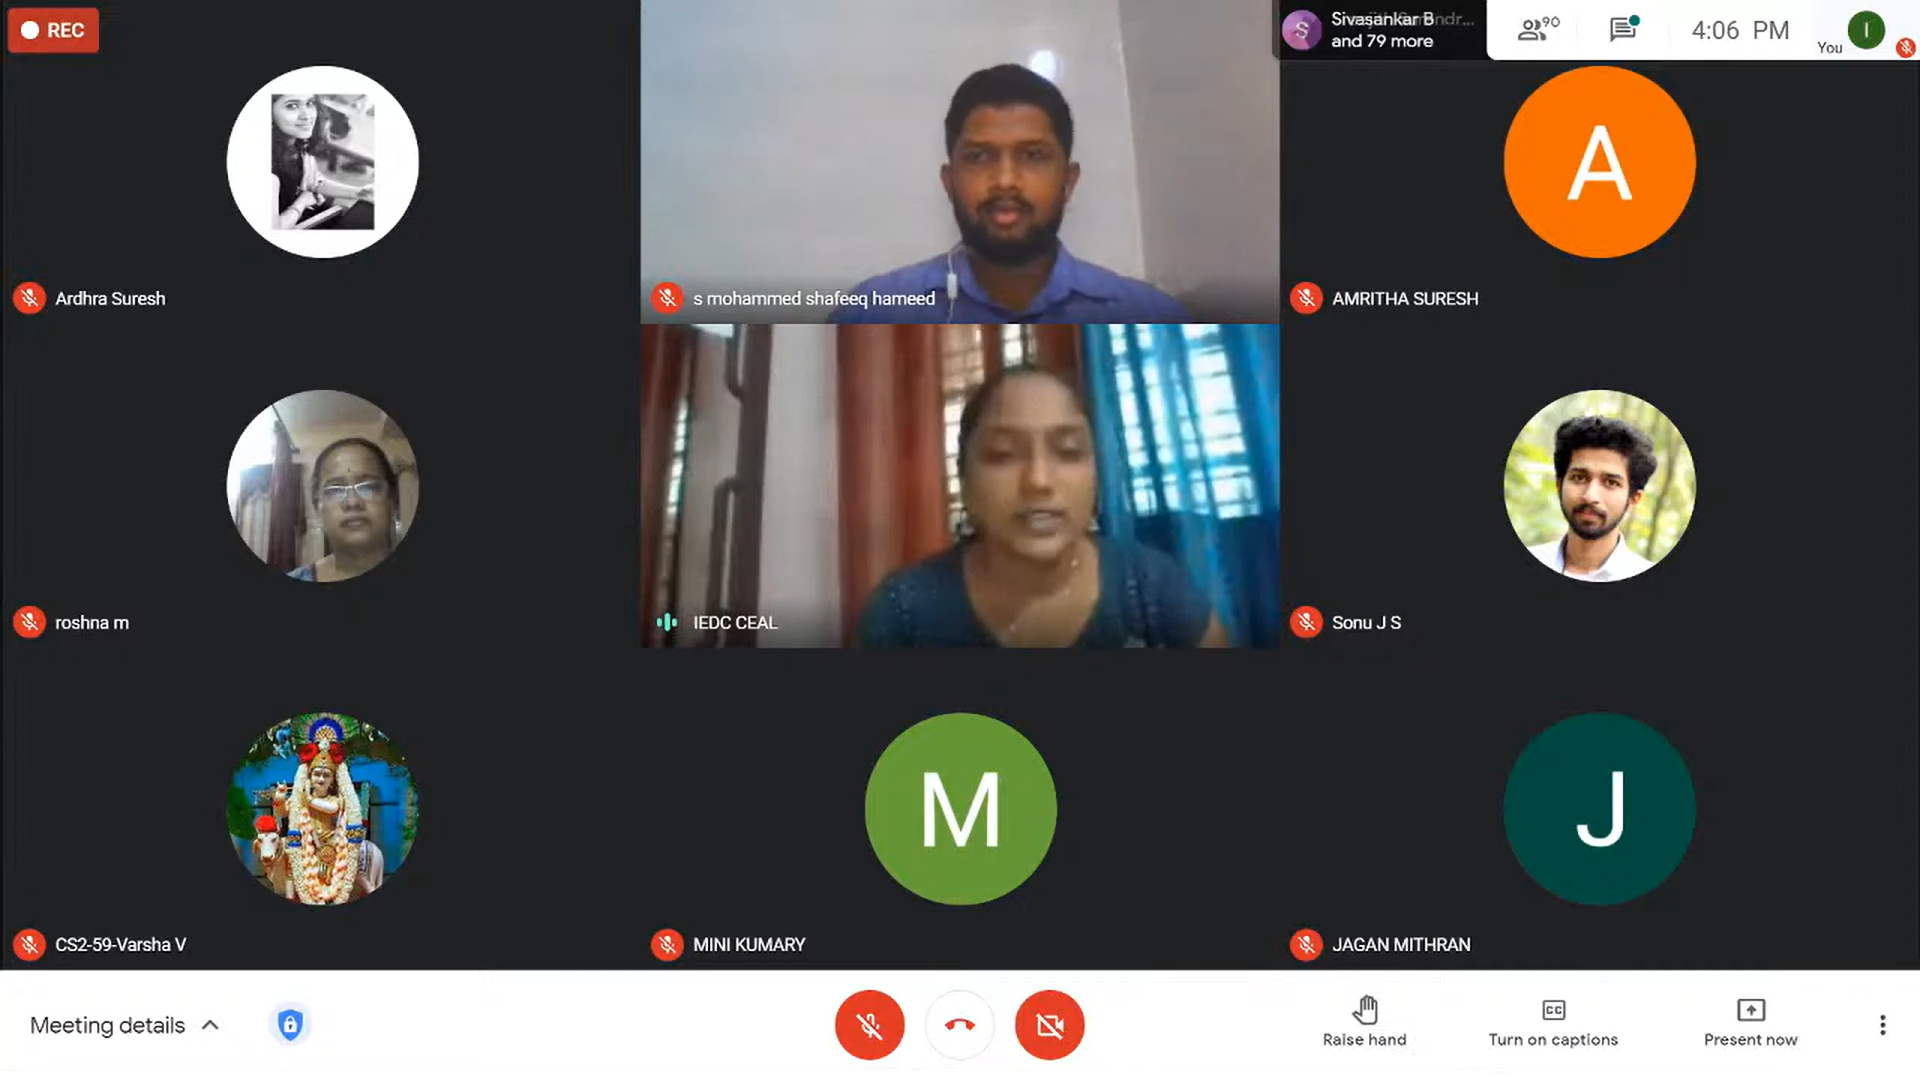 REC
Sivasankar B
and 79 more
90
4:06 PM
You
I
S
A
Ardhra Suresh
s mohammed shafeeq hameed
AMRITHA SURESH
roshna m
IEDC CEAL
Sonu J S
M
J
CS2-59-Varsha V
MINI KUMARY
JAGAN MITHRAN
Meeting details
CC
Raise hand
Turn on captions
Present now